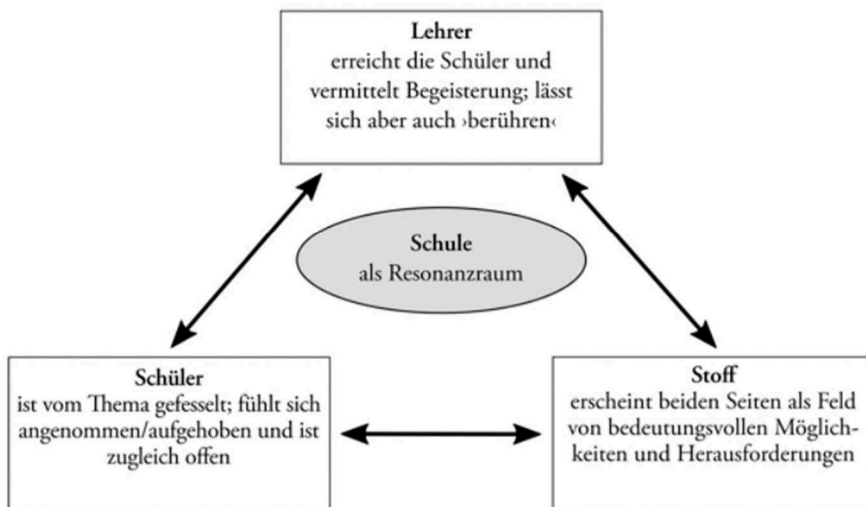 Lehrer
erreicht die Schüler und
vermittelt Begeisterung; lässt
sich aber auch ›berühren‹
Schule
als Resonanzraum
Schüler
ist vom Thema gefesselt; fühlt sich
angenommen/aufgehoben und ist
zugleich offen
Stoff
erscheint beiden Seiten als Feld
von bedeutungsvollen Möglich-
keiten und Herausforderungen